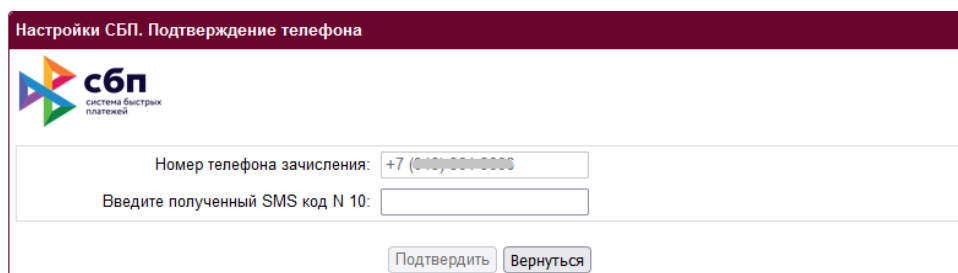 Настройки СБП. Подтверждение телефона
сбп
система быстрых
платежей
Номер телефона зачисления: +7 (
Введите полученный SMS код N 10:
Подтвердить Вернуться